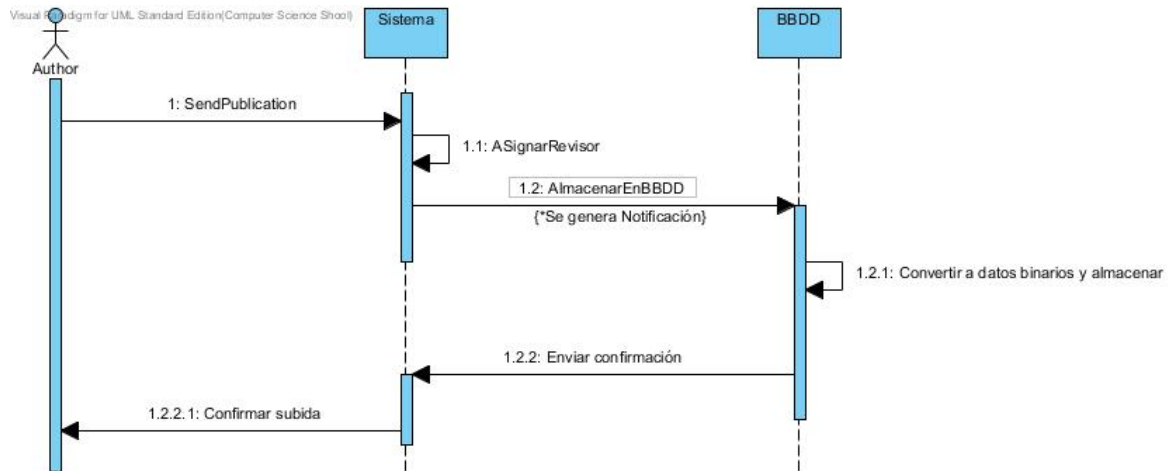 Visual Paradigm for UML Standard Edition(Computer Science Shool)
Sistema
BBDD
Author
1: SendPublication
1.1: ASignarRevisor
1.2: AlmacenarEnBBDD
{*Se genera Notificación}
1.2.1: Convertir a datos binarios y almacenar
1.2.2: Enviar confirmación
1.2.2.1: Confirmar subida